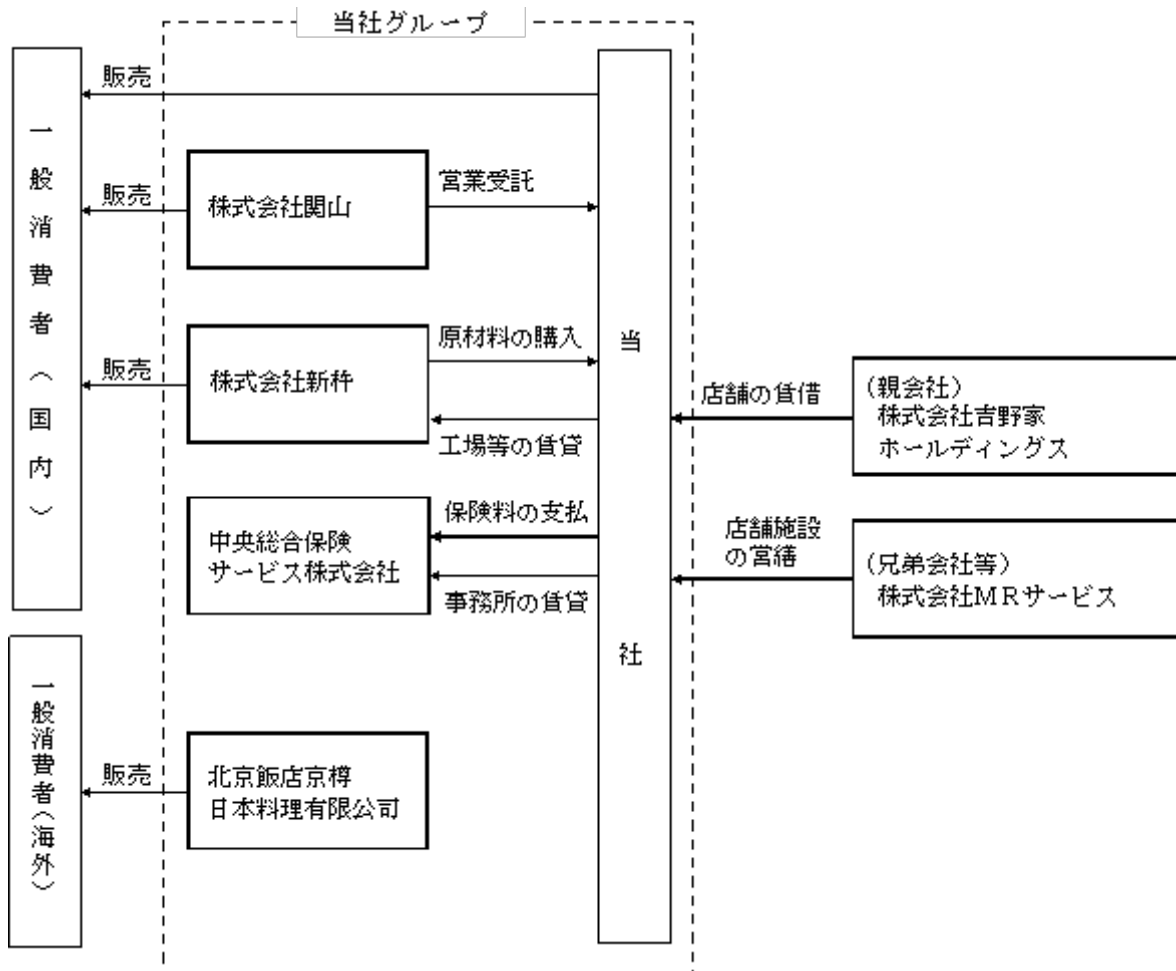 当社グループ
一般消費者（国内）
販売
当社
販売
株式会社関山
営業受託
販売
株式会社新杵
原材料の購入
工場等の賃貸
中央総合保険
サービス株式会社
保険料の支払
事務所の賃貸
店舗の賃借
（親会社）
株式会社吉野家
ホールディングス
店舗施設
の営繕
（兄弟会社等）
株式会社ＭＲサービス
一般消費者（海外）
販売
北京飯店京樽
日本料理有限公司